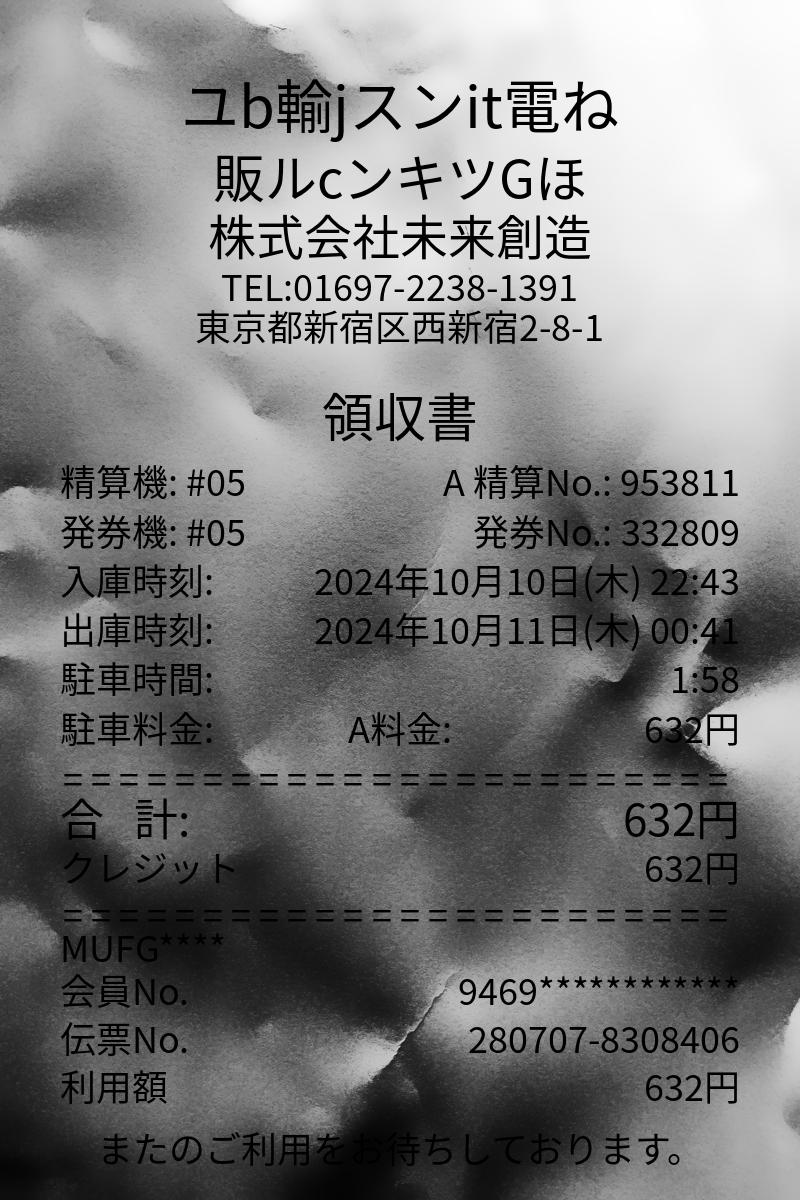 ユb輸jスンit電ね
販ルcンキツGほ
株式会社未来創造
TEL:01697-2238-1391
東京都新宿区西新宿2-8-1
領収書
精算機: #05 A 精算No.: 953811
発券機: #05 発券No.: 332809
入庫時刻: 2024年10月10日(木) 22:43
出庫時刻: 2024年10月11日(木) 00:41
駐車時間: 1:58
駐車料金: A料金: 632円
========================
合 計: 632円
クレジット 632円
========================
MUFG****
会員No. 9469************
伝票No. 280707-8308406
利用額 632円
またのご利用をお待ちしております。